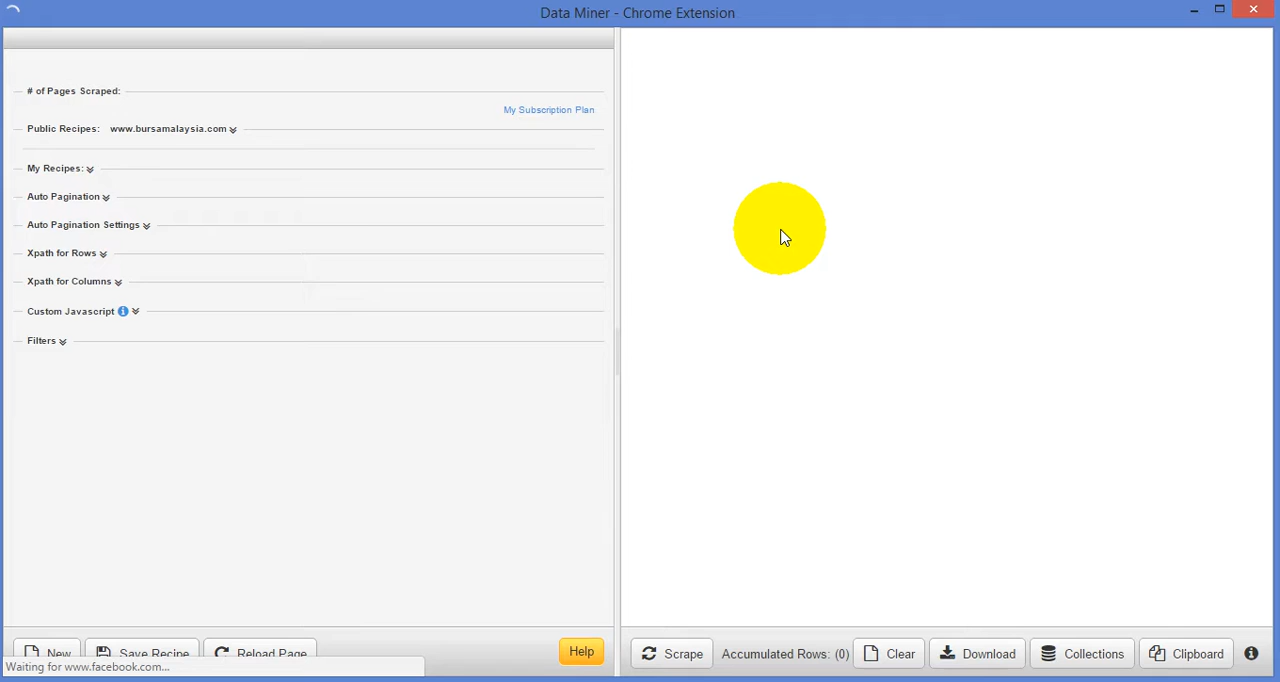 Data Miner - Chrome Extension
# of Pages Scraped:
My Subscription Plan
Public Recipes: www.bursamalaysia.com
My Recipes:
Auto Pagination
Auto Pagination Settings
Xpath for Rows
Xpath for Columns
Custom Javascript
Filters
New Save Recipe Reload Page Help
Waiting for www.facebook.com...
Scrape Accumulated Rows: (0) Clear Download Collections Clipboard